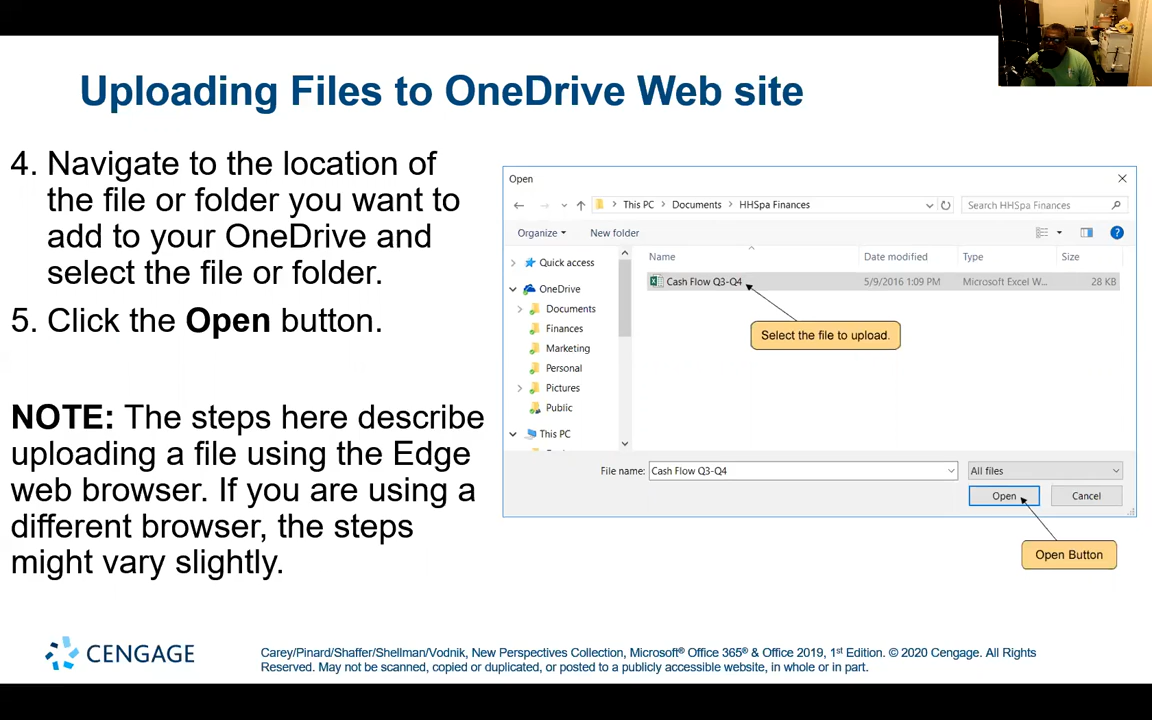 Uploading Files to OneDrive Web site
4. Navigate to the location of
the file or folder you want to
add to your OneDrive and
select the file or folder.
5. Click the Open button.
NOTE: The steps here describe
uploading a file using the Edge
web browser. If you are using a
different browser, the steps
might vary slightly.
Open
This PC > Documents > HHSpa Finances
Search HHSpa Finances
Organize
New folder
Name Date modified Type Size
Cash Flow Q3-Q4 5/9/2016 1:09 PM Microsoft Excel W... 28 KB
Quick access
OneDrive
Documents
Finances
Marketing
Personal
Pictures
Public
This PC
Select the file to upload.
File name: Cash Flow Q3-Q4
All files
Open
Cancel
Open Button
CENGAGE
Carey/Pinard/Shaffer/Shellman/Vodnik, New Perspectives Collection, Microsoft® Office 365® & Office 2019, 1st Edition. © 2020 Cengage. All Rights
Reserved. May not be scanned, copied or duplicated, or posted to a publicly accessible website, in whole or in part.